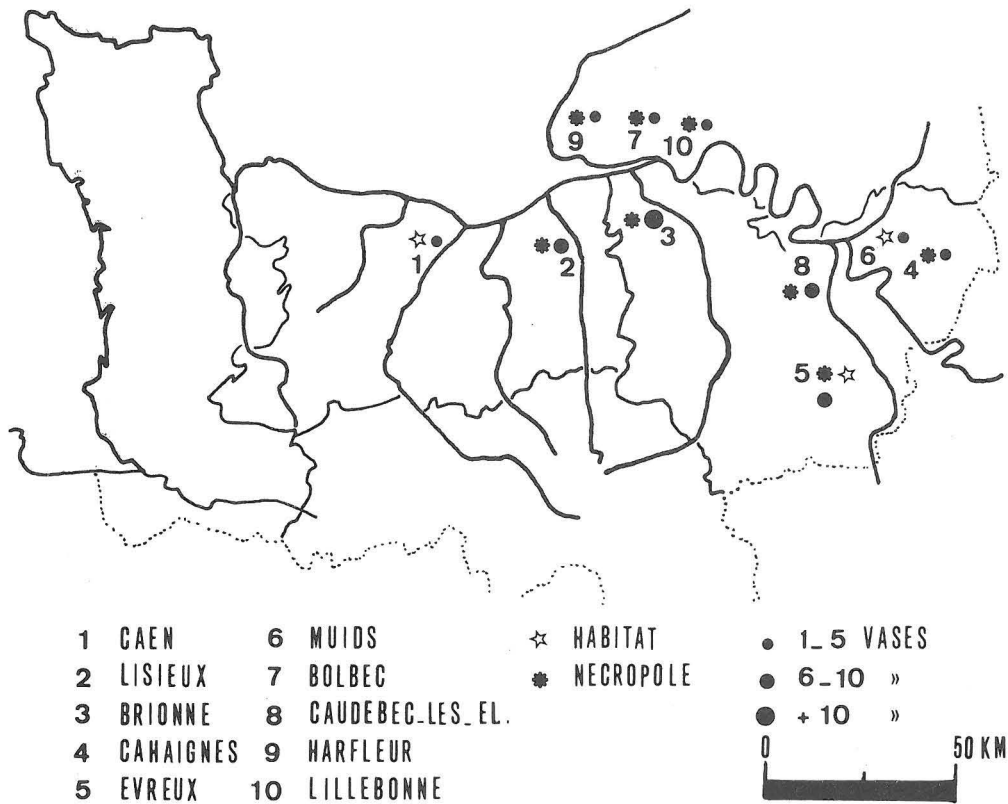 9 7 10
3
1 2 8 6 4
5
1 CAEN
2 LISIEUX
3 BRIONNE
4 CAHAIGNES
5 EVREUX
6 MUIDS
7 BOLBEC
8 CAUDEBEC_LES_EL.
9 HARFLEUR
10 LILLEBONNE
HABITAT
NECROPOLE
1_5 VASES
6_10 »
+ 10 »
0 50 KM